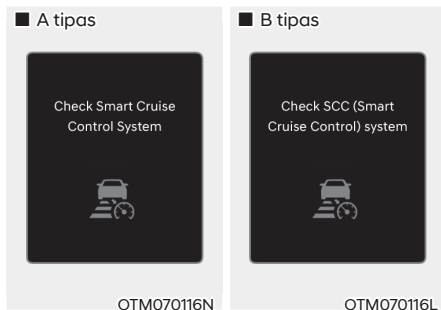 ■ A tipas
Check Smart Cruise
Control System
OTM070116N
■ B tipas
Check SCC (Smart
Cruise Control) system
OTM070116L